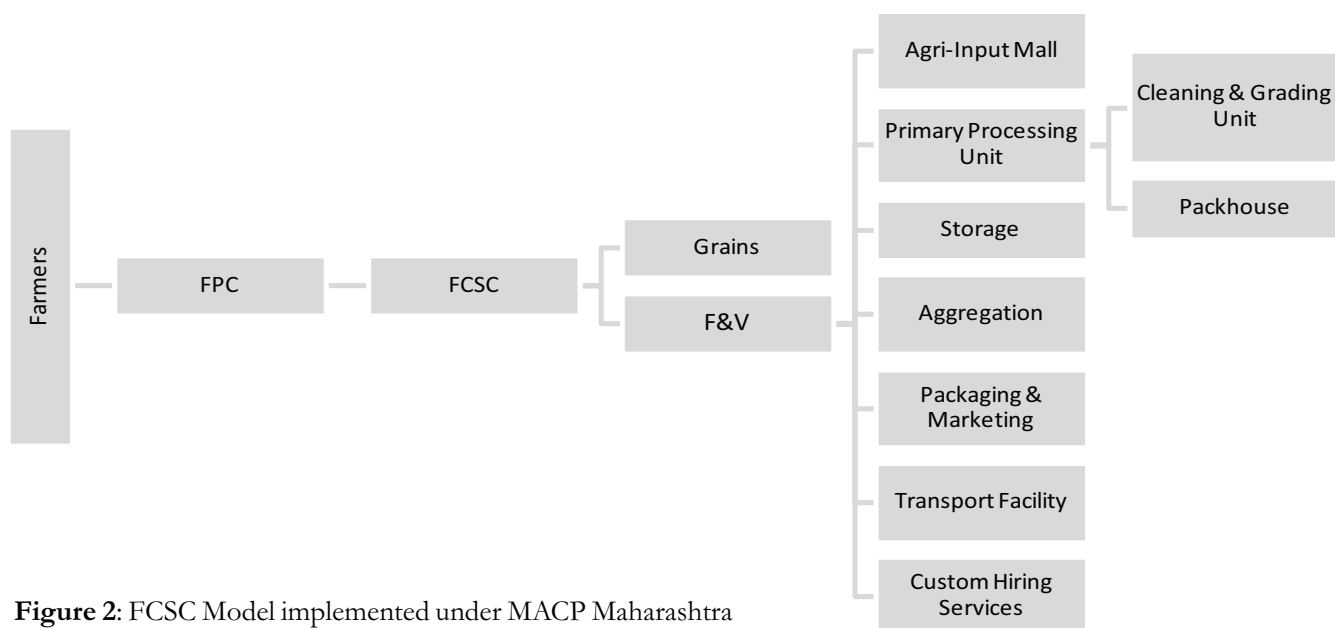 Farmers
FPC
FCSC
Grains
F&V
Agri-Input Mall
Primary Processing
Unit
Storage
Aggregation
Packaging &
Marketing
Transport Facility
Custom Hiring
Services
Cleaning & Grading
Unit
Packhouse
Figure 2: FCSC Model implemented under MACP Maharashtra